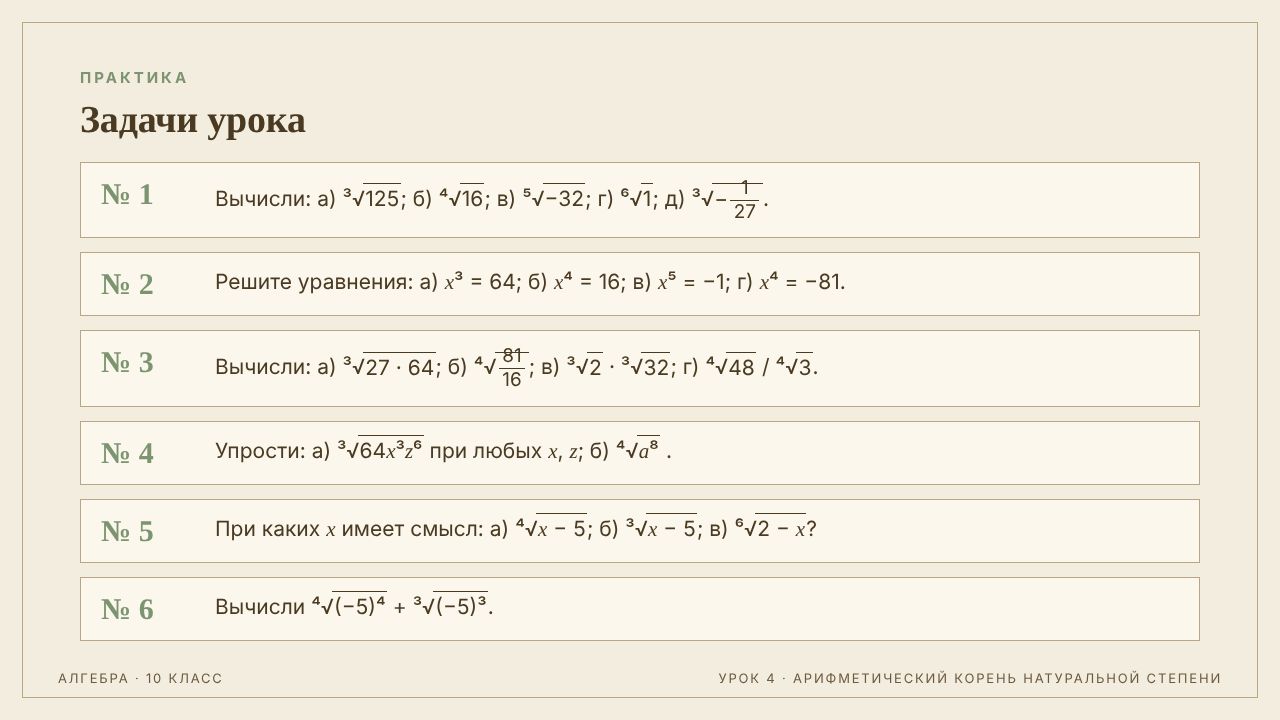 ПРАКТИКА
Задачи урока
№ 1 Вычисли: а) ³√125; б) ⁴√16; в) ⁵√−32; г) ⁶√1; д) ³√−1/27.
№ 2 Решите уравнения: а) x³ = 64; б) x⁴ = 16; в) x⁵ = −1; г) x⁴ = −81.
№ 3 Вычисли: а) ³√27 · 64; б) ⁴√81/16; в) ³√2 · ³√32; г) ⁴√48 / ⁴√3.
№ 4 Упрости: а) ³√64x³z⁶ при любых x, z; б) ⁴√a⁸ .
№ 5 При каких x имеет смысл: а) ⁴√x − 5; б) ³√x − 5; в) ⁶√2 − x?
№ 6 Вычисли ⁴√(−5)⁴ + ³√(−5)³.
АЛГЕБРА · 10 КЛАСС
УРОК 4 · АРИФМЕТИЧЕСКИЙ КОРЕНЬ НАТУРАЛЬНОЙ СТЕПЕНИ